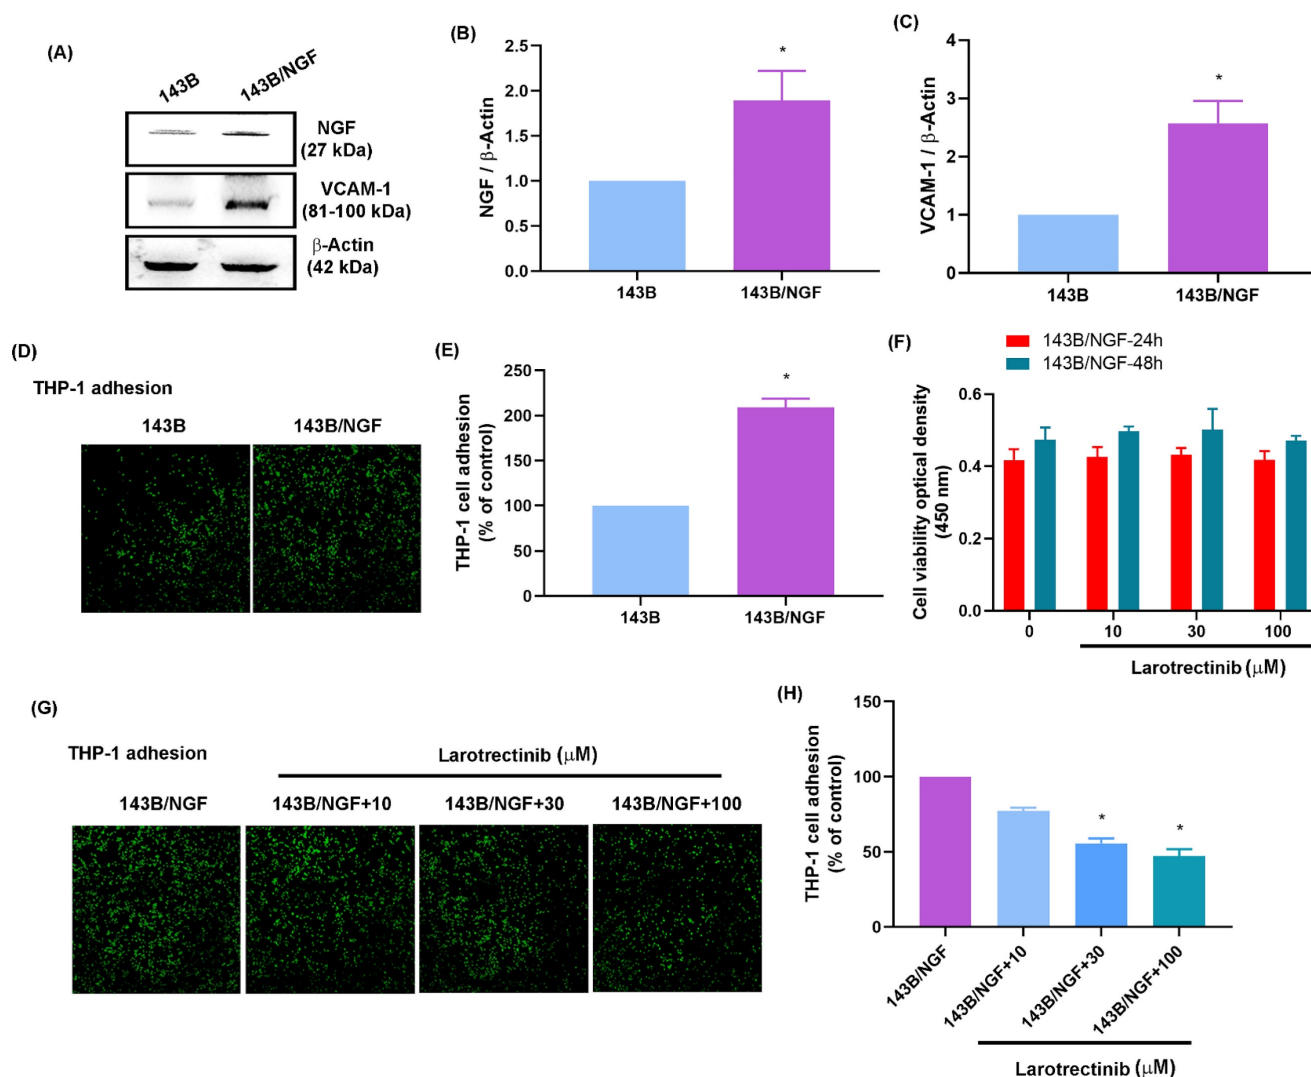 (A)
143B
143B/NGF
NGF
(27 kDa)
VCAM-1
(81-100 kDa)
β-Actin
(42 kDa)
(B)
NGF / β-Actin
2.5
2.0
1.5
1.0
0.5
0.0
*
143B
143B/NGF
(C)
VCAM-1 / β-Actin
4
3
2
1
0
*
143B
143B/NGF
(D)
THP-1 adhesion
143B
143B/NGF
(E)
THP-1 cell adhesion
(% of control)
250
200
150
100
50
0
*
143B
143B/NGF
(F)
143B/NGF-24h
143B/NGF-48h
Cell viability optical density
(450 nm)
0.6
0.4
0.2
0.0
0
10
30
100
Larotrectinib (μM)
(G)
THP-1 adhesion
Larotrectinib (μM)
143B/NGF
143B/NGF+10
143B/NGF+30
143B/NGF+100
(H)
THP-1 cell adhesion
(% of control)
150
100
50
0
*
*
143B/NGF
143B/NGF+10
143B/NGF+30
143B/NGF+100
Larotrectinib (μM)